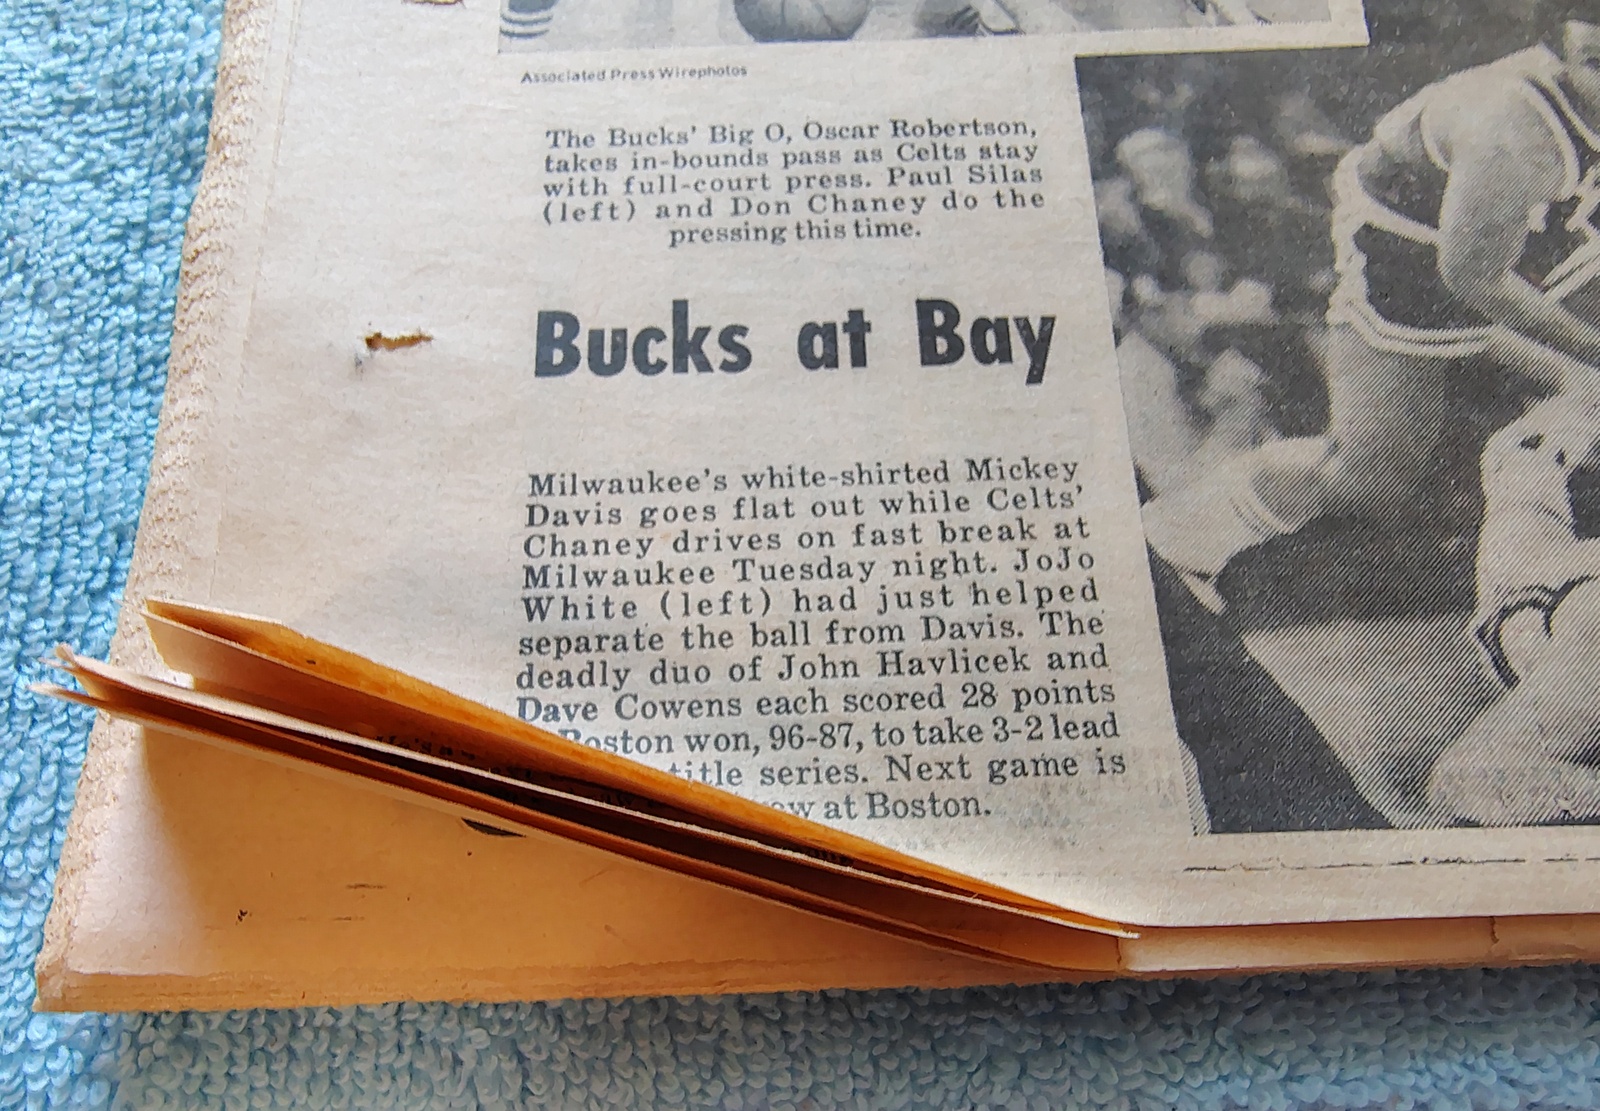 Associated Press Wirephotos
The Bucks' Big O, Oscar Robertson,
takes in-bounds pass as Celts stay
with full-court press. Paul Silas
(left) and Don Chaney do the
pressing this time.
Bucks at Bay
Milwaukee's white-shirted Mickey
Davis goes flat out while Celts'
Chaney drives on fast break at
Milwaukee Tuesday night. JoJo
White (left) had just helped
separate the ball from Davis. The
deadly duo of John Havlicek and
Dave Cowens each scored 28 points
Boston won, 96-87, to take 3-2 lead
title series. Next game is
at Boston.